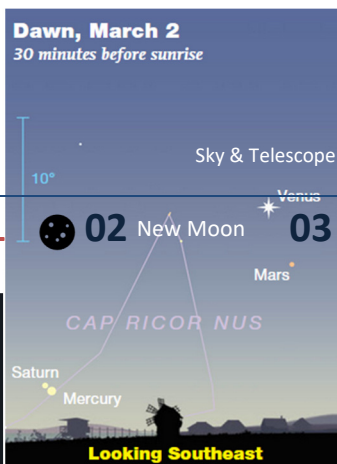 Dawn, March 2
30 minutes before sunrise
Sky & Telescope
10°
Venus
02 New Moon 03
Mars
CAPRICORNUS
Saturn
Mercury
Looking Southeast